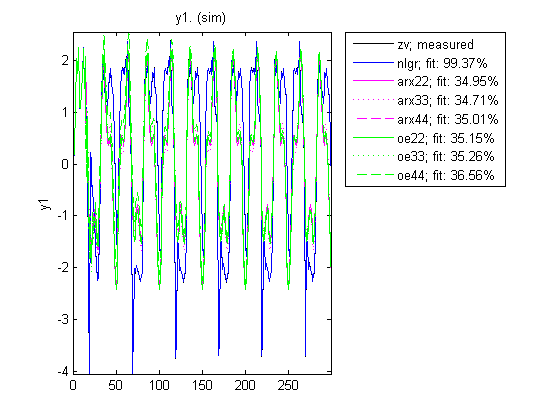 y1. (sim)
zv; measured
nlgr; fit: 99.37%
arx22; fit: 34.95%
arx33; fit: 34.71%
arx44; fit: 35.01%
oe22; fit: 35.15%
oe33; fit: 35.26%
oe44; fit: 36.56%
y1
2
1
0
-1
-2
-3
-4
0 50 100 150 200 250